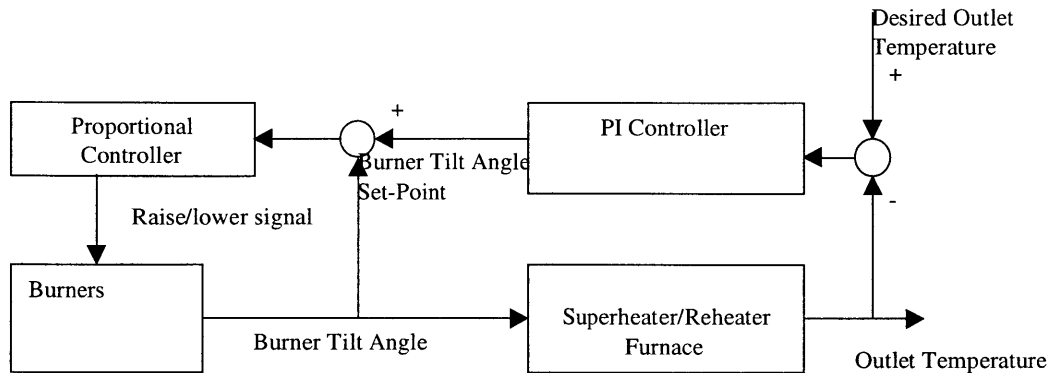 Desired Outlet
Temperature
+
+
Proportional
Controller
PI Controller
Burner Tilt Angle
Set-Point
-
Raise/lower signal
Burners
Superheater/Reheater
Furnace
Burner Tilt Angle
Outlet Temperature